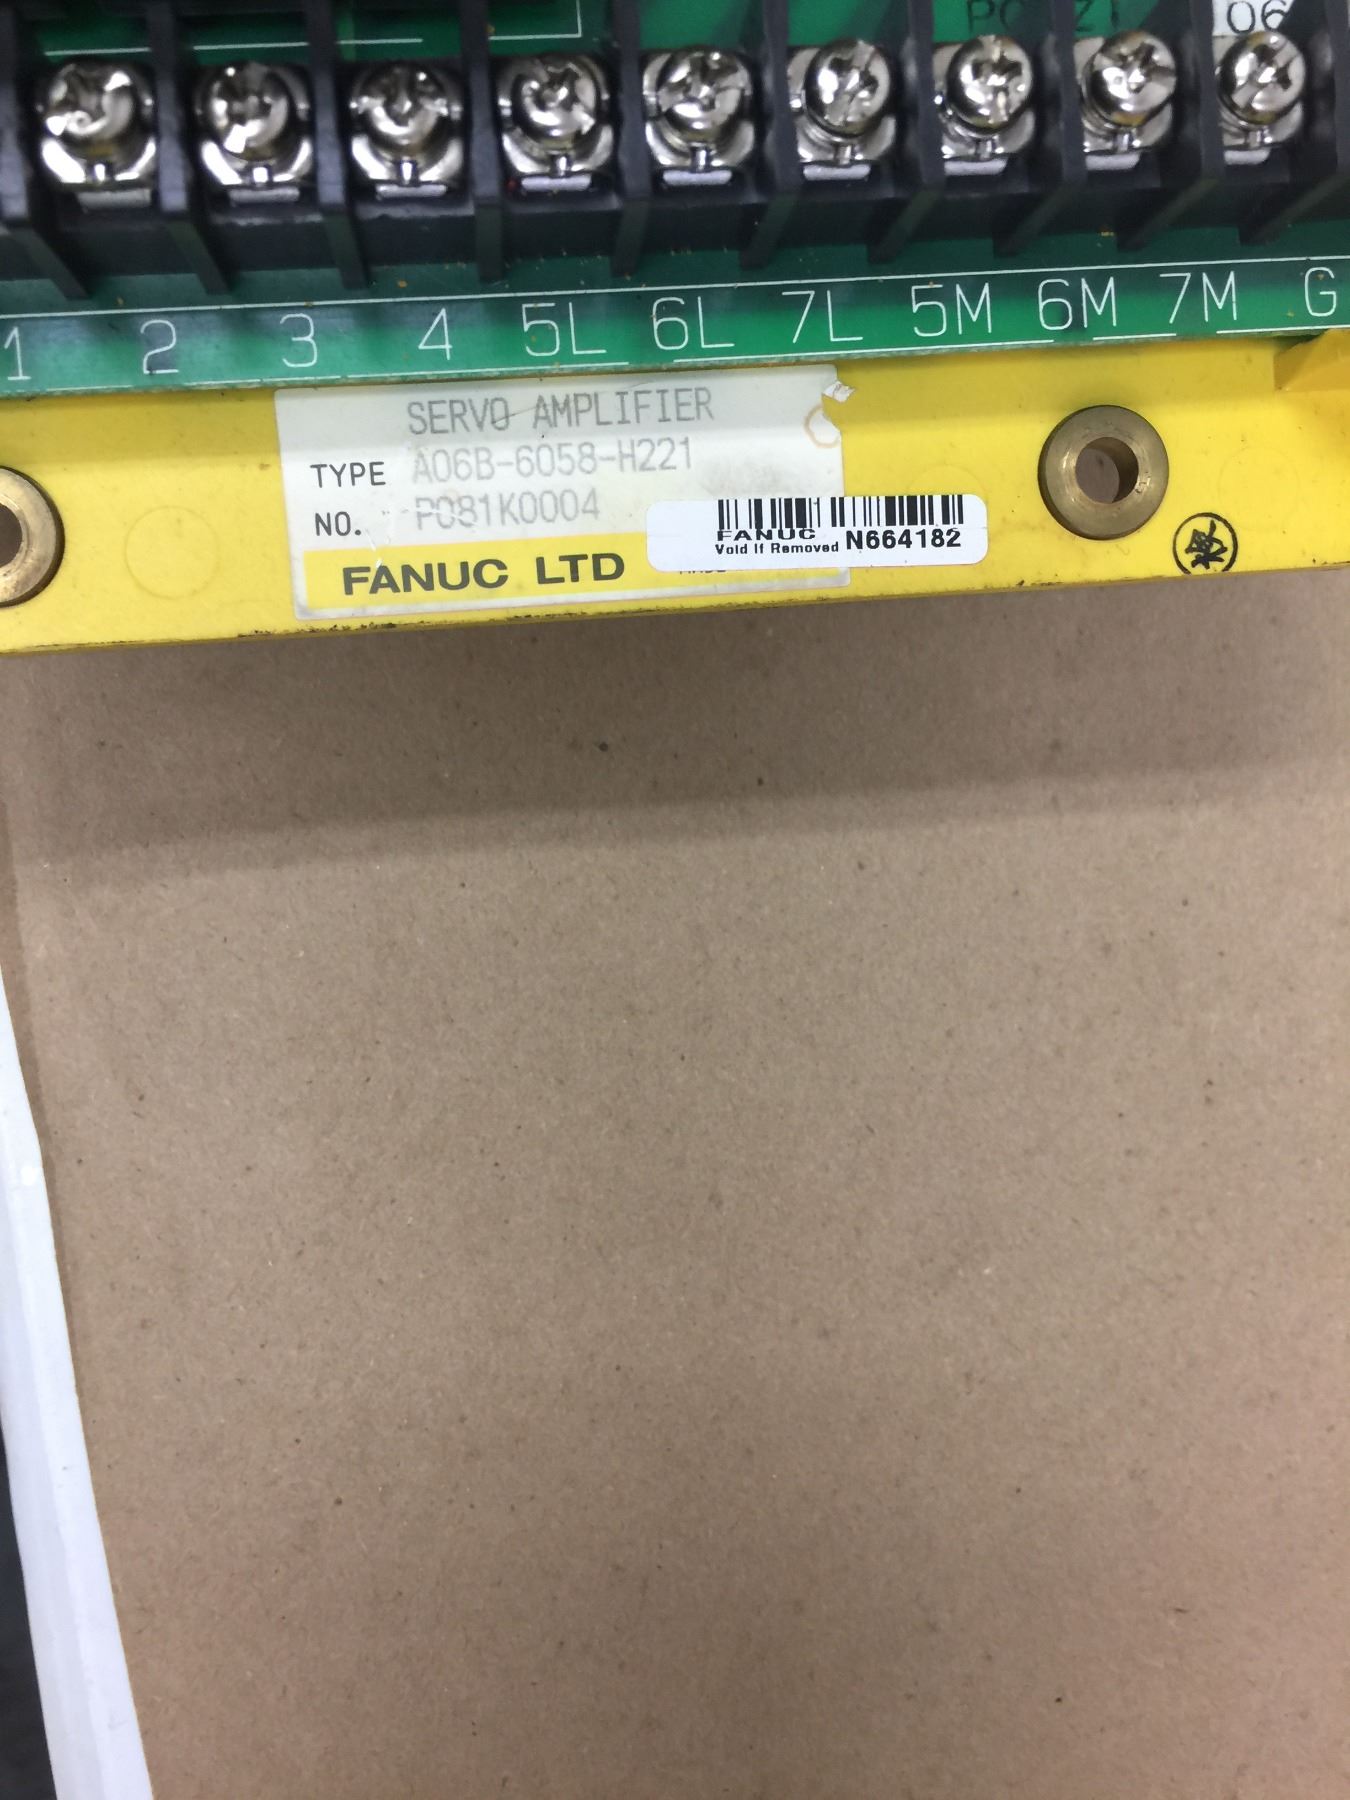 06
1 2 3 4 5L 6L 7L 5M 6M 7M G
SERVO AMPLIFIER
TYPE A06B-6058-H221
NO. P081K0004
FANUC LTD
FANUC
Void If Removed N664182